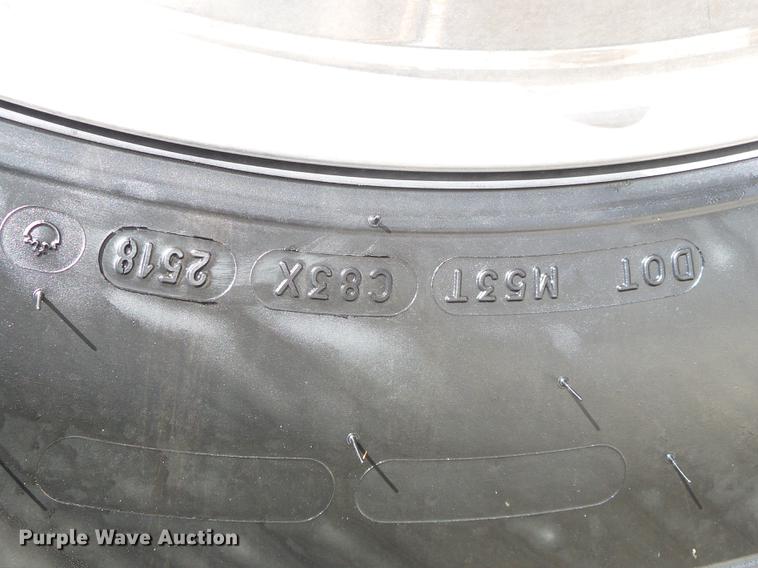 DOT M53T C83X 2518
Purple Wave Auction